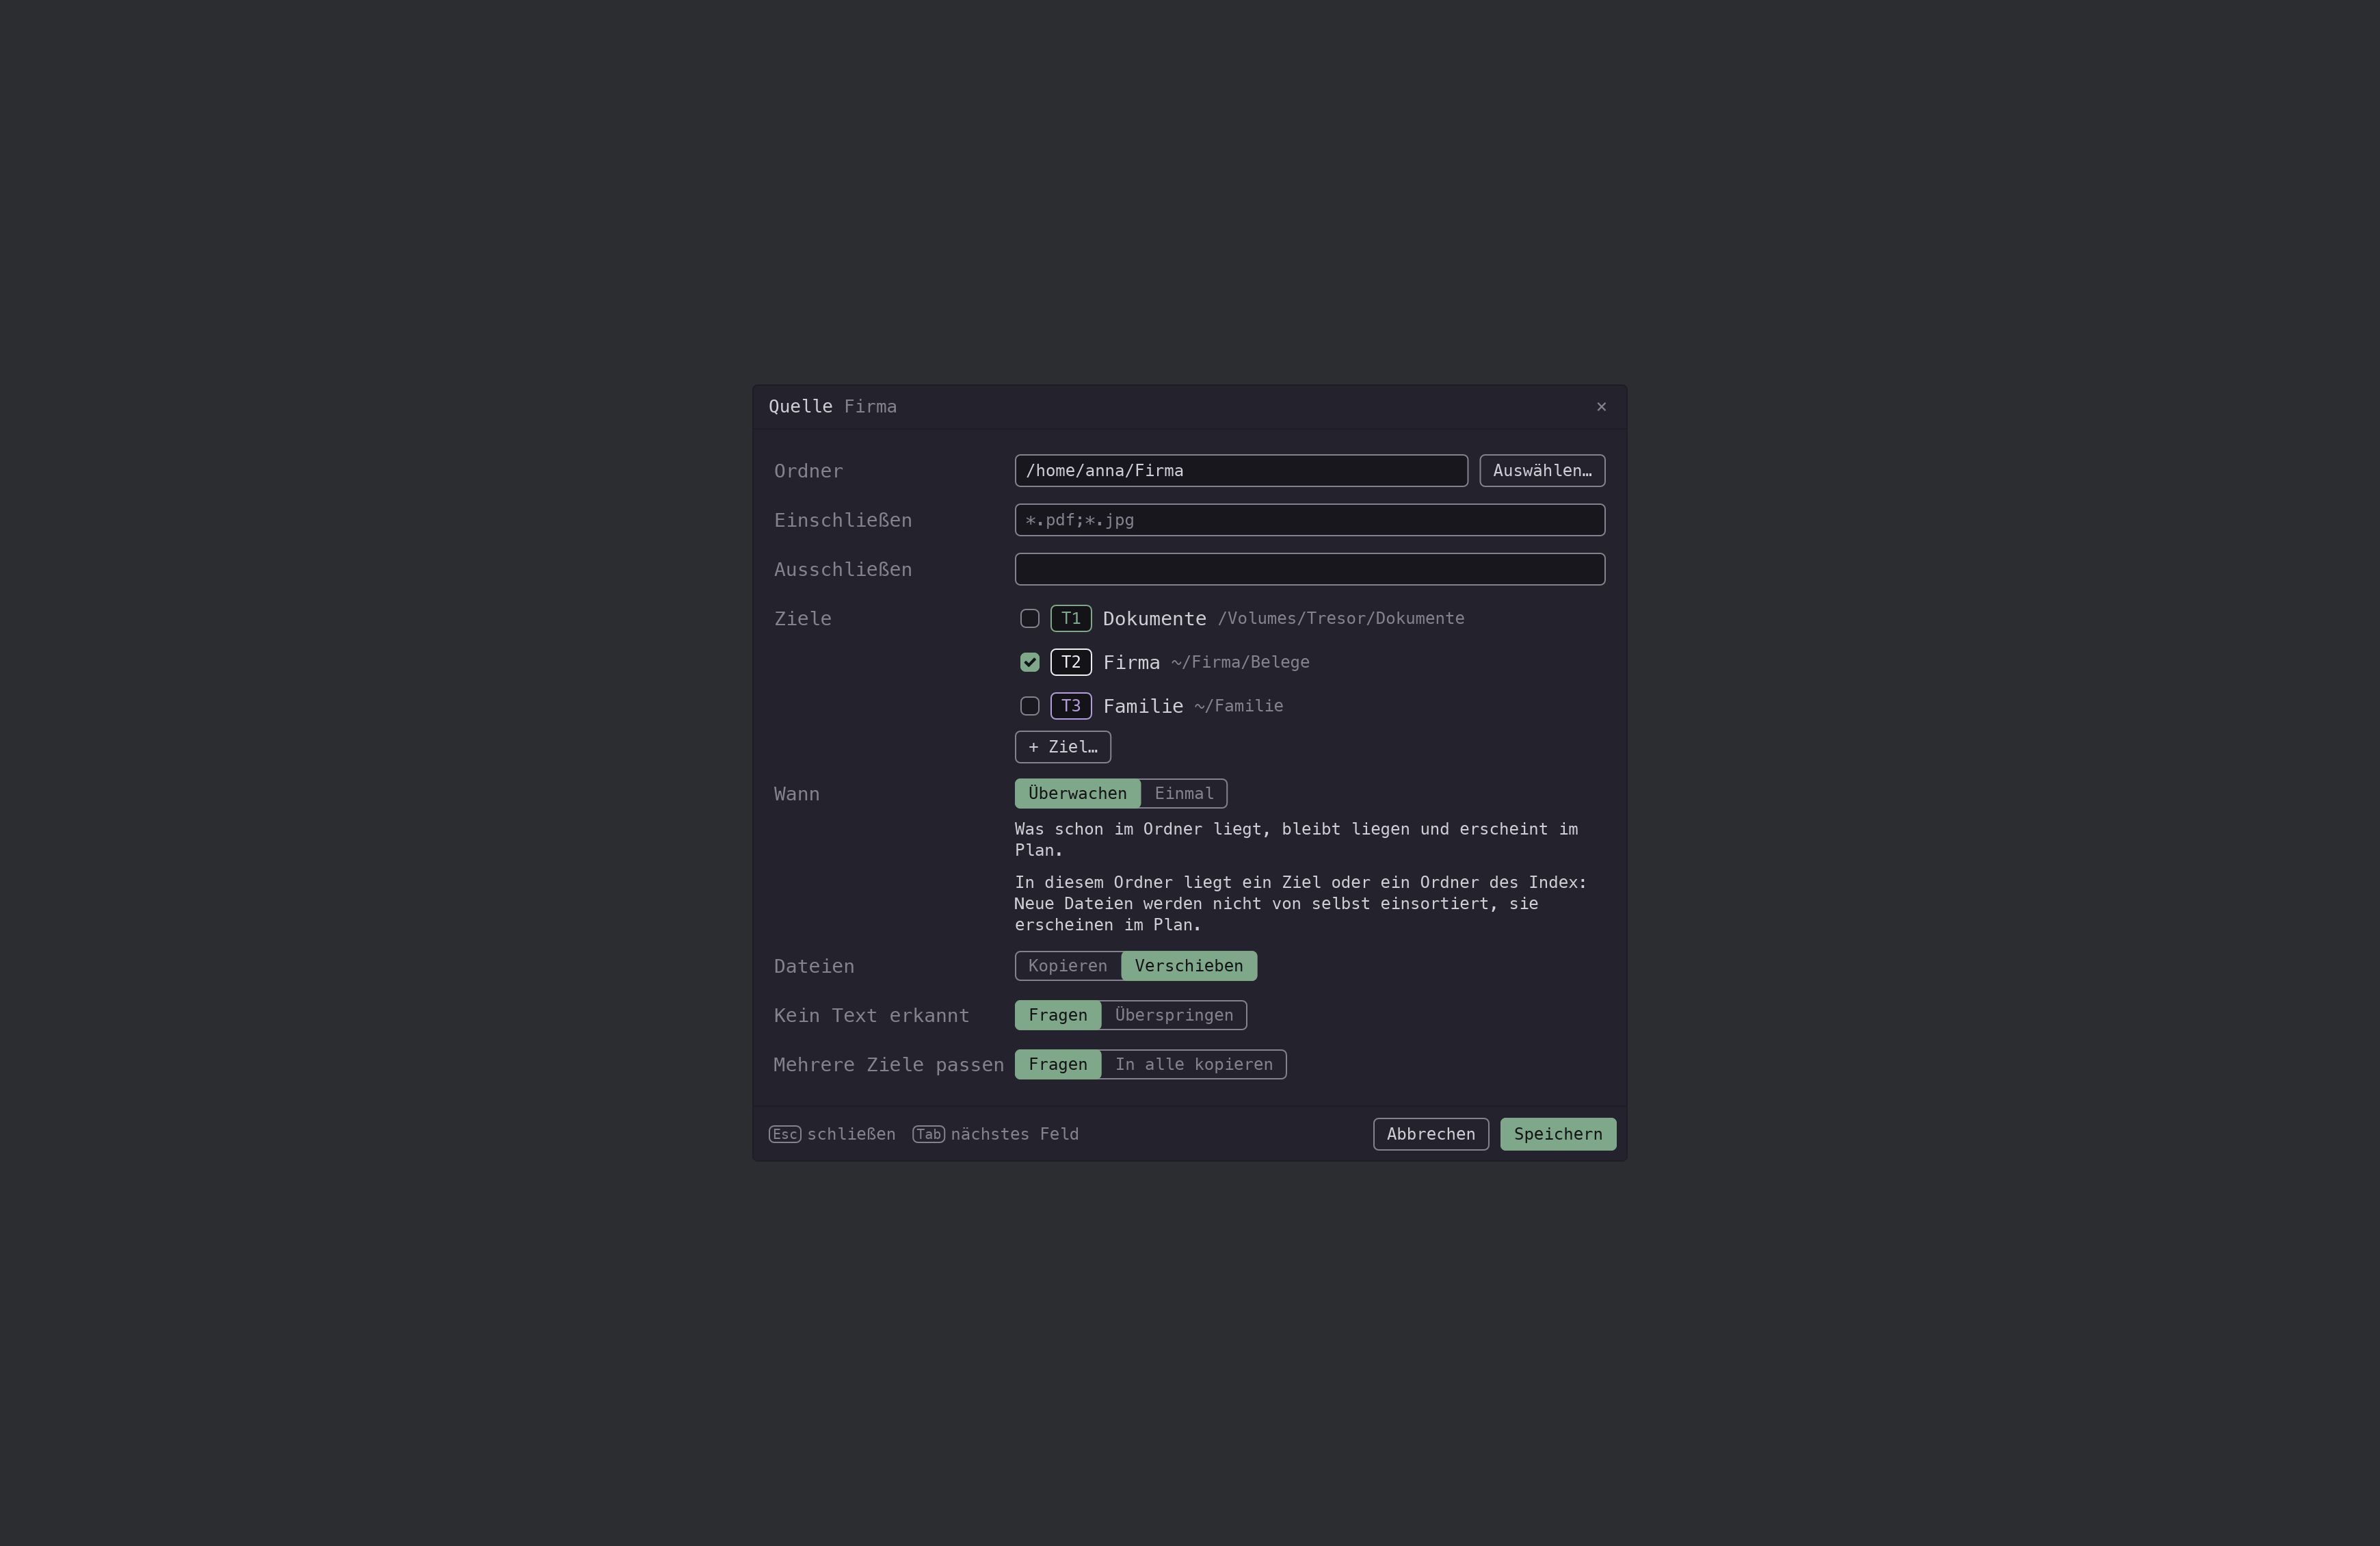 Quelle Firma ×
Ordner /home/anna/Firma Auswählen…
Einschließen *.pdf;*.jpg
Ausschließen
Ziele T1 Dokumente /Volumes/Tresor/Dokumente
T2 Firma ~/Firma/Belege
T3 Familie ~/Familie
+ Ziel…
Wann Überwachen Einmal
Was schon im Ordner liegt, bleibt liegen und erscheint im
Plan.
In diesem Ordner liegt ein Ziel oder ein Ordner des Index:
Neue Dateien werden nicht von selbst einsortiert, sie
erscheinen im Plan.
Dateien Kopieren Verschieben
Kein Text erkannt Fragen Überspringen
Mehrere Ziele passen Fragen In alle kopieren
Esc schließen Tab nächstes Feld Abbrechen Speichern